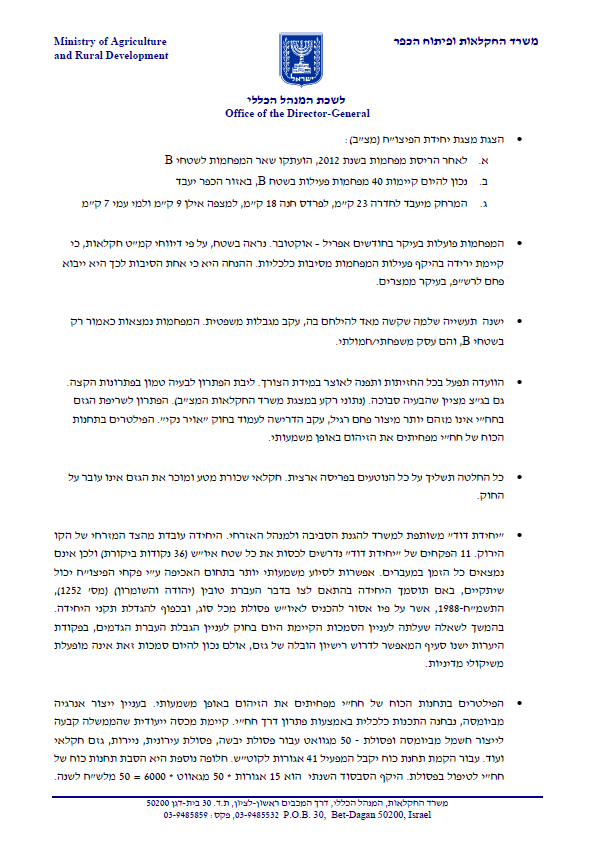 Ministry of Agriculture
and Rural Development
משרד החקלאות ופיתוח הכפר
ישראל
לשכת המנהל הכללי
Office of the Director-General
• הצגת מצגת יחידת הפיצו״ח (מצ״ב):
א. לאחר הריסת מפחמות בשנת 2012, הועתקו שאר המפחמות לשטחי B
ב. נכון להיום קיימות 40 מפחמות פעילות בשטח B, באזור הכפר יעבד
ג. המרחק מיעבד לחדרה 23 ק״מ, לפרדס חנה 18 ק״מ, למצפה אילן 9 ק״מ ולמי עמי 7 ק״מ
• המפחמות פועלות בעיקר בחודשים אפריל – אוקטובר. נראה בשטח, על פי דיווחי קמ״ט חקלאות, כי
קיימת ירידה בהיקף פעילות המפחמות מסיבות כלכליות. ההנחה היא כי אחת הסיבות לכך היא ייבוא
פחם לרש״פ, בעיקר ממצרים.
• ישנה תעשייה שלמה שקשה מאד להילחם בה, עקב מגבלות משפטית. המפחמות נמצאות כאמור רק
בשטחי B, והם עסק משפחתי/חמולתי.
• הוועדה תפעל בכל החזיתות ותפנה לאוצר במידת הצורך. ליבת הפתרון לבעיה טמון בפתרונות הקצה.
גם בג״צ מציין שהבעיה סבוכה. (נתוני רקע במצגת משרד החקלאות המצ״ב). הפתרון לשריפת הגזם
בחח״י אינו מזהם יותר מיצור פחם רגיל, עקב הדרישה לעמוד בחוק ״אויר נקי״. הפילטרים בתחנות
הכוח של חח״י מפחיתים את הזיהום באופן משמעותי.
• כל החלטה תשליך על כל הנוטעים בפריסה ארצית. חקלאי שכורת מטע ומוכר את הגזם אינו עובר על
החוק.
• ״יחידת דוד״ משותפת למשרד להגנת הסביבה ולמנהל האזרחי. היחידה עובדת מהצד המזרחי של הקו
הירוק. 11 הפקחים של ״יחידת דוד״ נדרשים לכסות את כל שטח איו״ש (36 נקודות ביקורת) ולכן אינם
נמצאים כל הזמן במעברים. אפשרות לסיוע משמעותי יותר בתחום האכיפה ע״י פקחי הפיצו״ח יכול
שיתקיים, באם תוסמך היחידה בהתאם לצו בדבר העברת טובין (יהודה והשומרון) (מס׳ 1252),
התשמ״ח-1988, אשר על פיו אסור להכניס לאיו״ש פסולת מכל סוג, ובכפוף להגדלת תקני היחידה.
בהמשך לשאלה שעלתה לעניין הסמכות הקיימת היום בחוק לעניין הגבלת העברת הגדמים, בפקודת
היערות ישנו סעיף המאפשר לדרוש רישיון הובלה של גזם, אולם נכון להיום סמכות זאת אינה מופעלת
משיקולי מדיניות.
• הפילטרים בתחנות הכוח של חח״י מפחיתים את הזיהום באופן משמעותי. בעניין ייצור אנרגיה
מביומסה, נבחנה התכנות כלכלית באמצעות פתרון דרך חח״י. קיימת מכסה ייעודית שהממשלה קבעה
לייצור חשמל מביומסה ופסולת - 50 מגוואט עבור פסולת יבשה, פסולת עירונית, ניירות, גזם חקלאי
ועוד. עבור הקמת תחנת כוח יקבל המפעיל 41 אגורות לקוט״ש. חלופה נוספת היא הסבת תחנות כוח של
חח״י לטיפול בפסולת. היקף הסבסוד השנתי הוא 15 אגורות * 50 מגאווט * 6000 = 50 מלש״ח לשנה.
משרד החקלאות, המנהל הכללי, דרך המכבים ראשון-לציון, ת.ד. 30 בית-דגן 50200
P.O.B. 30, Bet-Dagan 50200, Israel 03-9485532 פקס: 03-9485859,